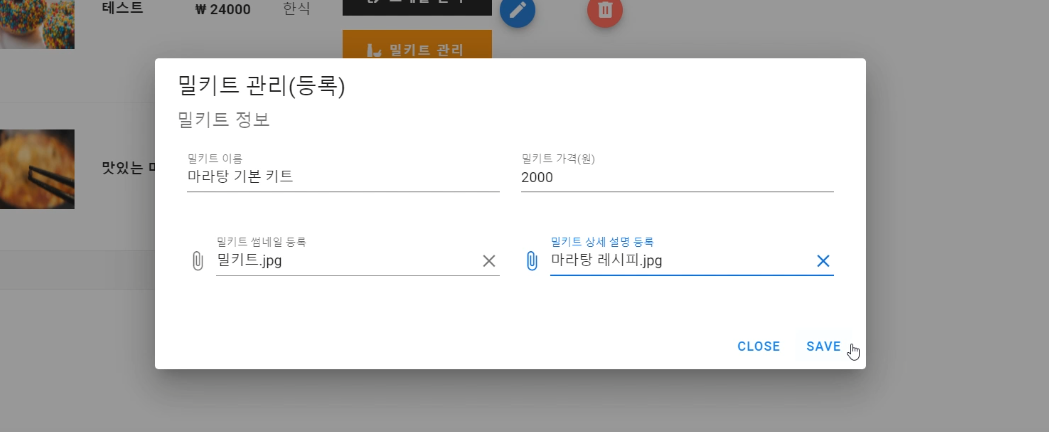 테스트
₩ 24000
한식
밀키트 관리
밀키트 관리(등록)
밀키트 정보
맛있는
밀키트 이름
마라탕 기본 키트
밀키트 가격(원)
2000
밀키트 썸네일 등록
밀키트.jpg
밀키트 상세 설명 등록
마라탕 레시피.jpg
CLOSE
SAVE